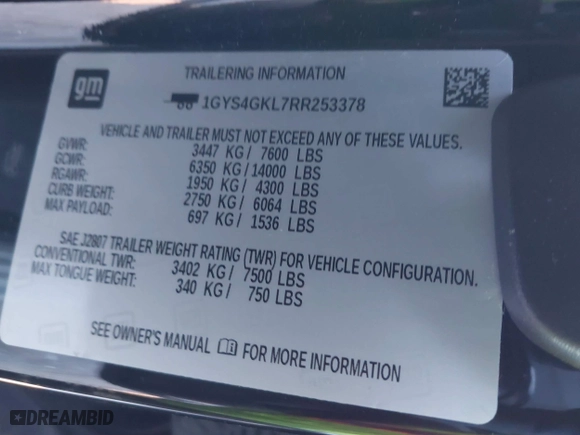 gm
TRAILERING INFORMATION
1GYS4GKL7RR253378
VEHICLE AND TRAILER MUST NOT EXCEED ANY OF THESE VALUES.
GVWR: 3447 KG / 7600 LBS
GCWR: 6350 KG / 14000 LBS
RGAWR: 1950 KG / 4300 LBS
CURB WEIGHT: 2750 KG / 6064 LBS
MAX PAYLOAD: 697 KG / 1536 LBS
SAE J2807 TRAILER WEIGHT RATING (TWR) FOR VEHICLE CONFIGURATION.
CONVENTIONAL TWR: 3402 KG / 7500 LBS
MAX TONGUE WEIGHT: 340 KG / 750 LBS
SEE OWNER'S MANUAL FOR MORE INFORMATION
DREAMBID